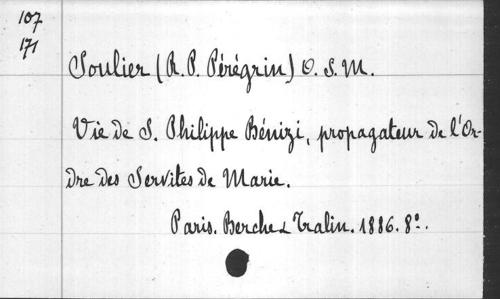 107
171
Soulier (R. P. Pérégrin) O. S. M.
Vie de S. Philippe Bénizi, propagateur de l'Or-
dre des Servites de Marie.
Paris. Berche & Tralin. 1886. 8°.